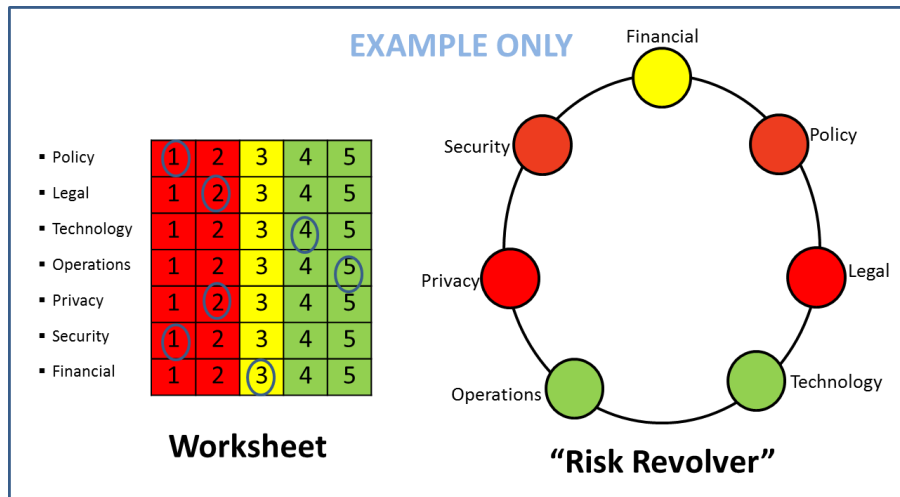 EXAMPLE ONLY
▪ Policy 1 2 3 4 5
▪ Legal 1 2 3 4 5
▪ Technology 1 2 3 4 5
▪ Operations 1 2 3 4 5
▪ Privacy 1 2 3 4 5
▪ Security 1 2 3 4 5
▪ Financial 1 2 3 4 5
Worksheet
Financial
Security
Policy
Privacy
Legal
Operations
Technology
“Risk Revolver”